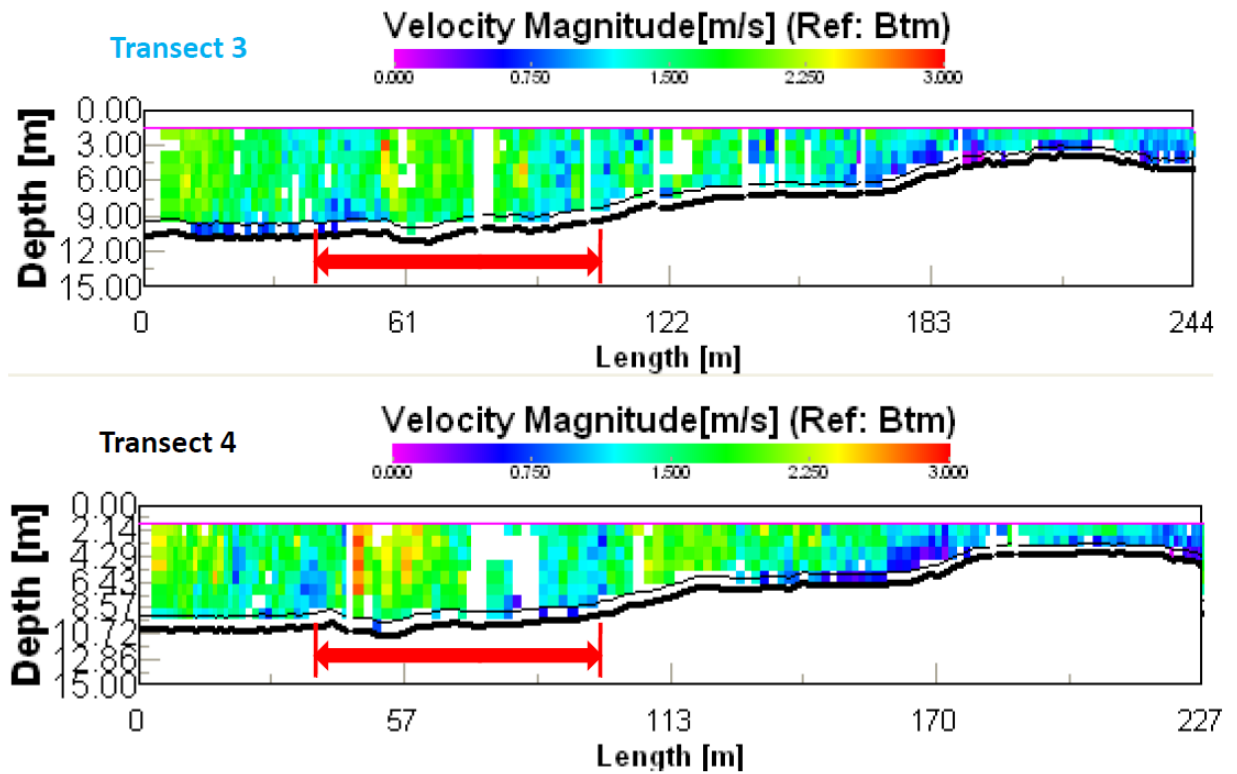 Transect 3
Velocity Magnitude[m/s] (Ref: Btm)
0.000 0.750 1.500 2.250 3.000
Depth [m]
0.00
3.00
6.00
9.00
12.00
15.00
0 61 122 183 244
Length [m]
Transect 4
Velocity Magnitude[m/s] (Ref: Btm)
0.000 0.750 1.500 2.250 3.000
Depth [m]
0.00
2.14
4.29
6.43
8.57
10.72
12.86
15.00
0 57 113 170 227
Length [m]